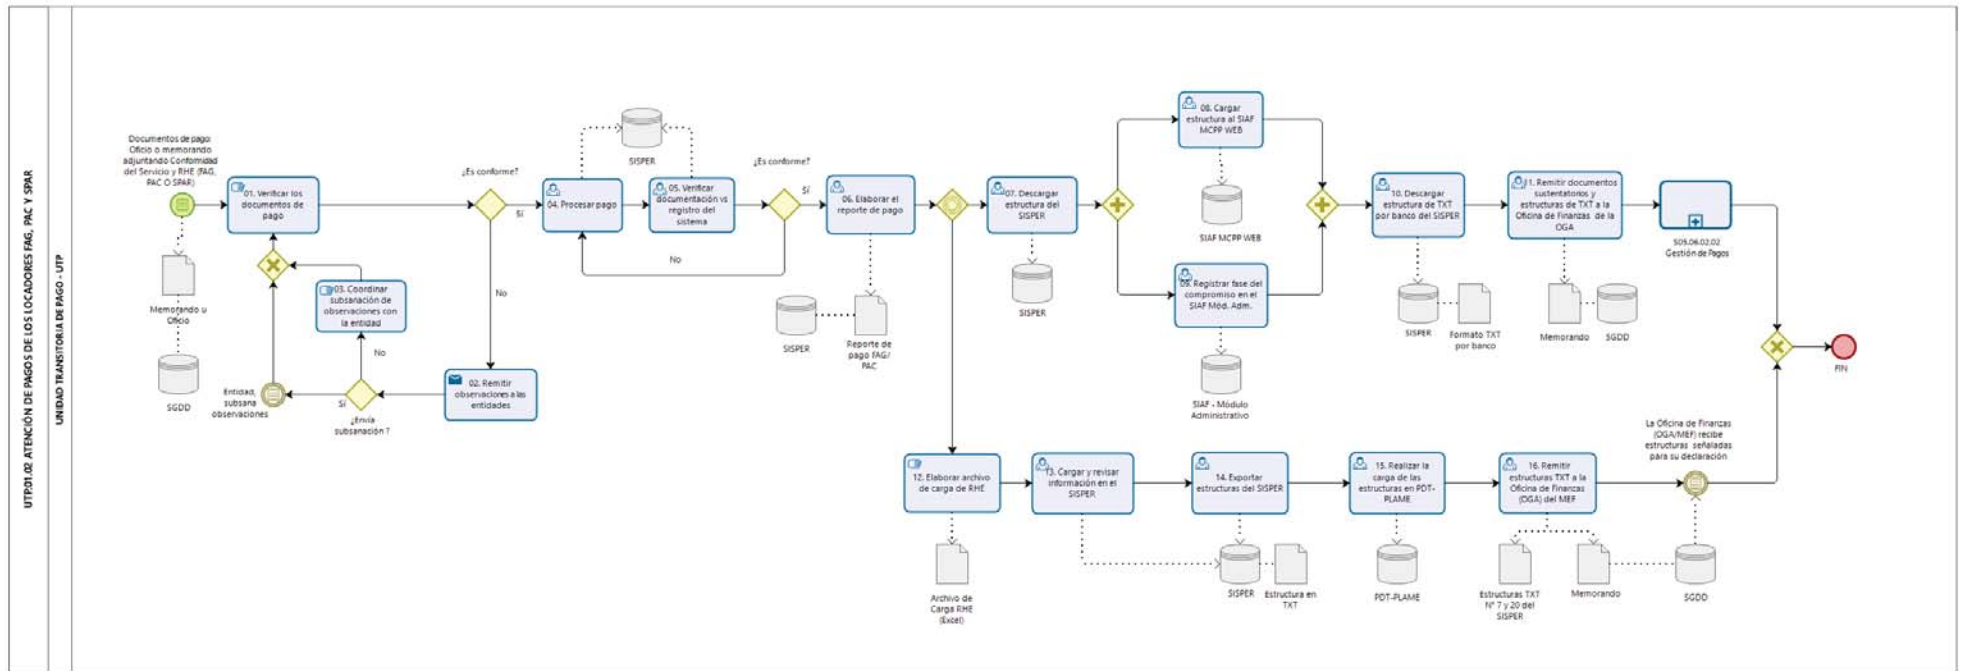 UTP.01.02 ATENCIÓN DE PAGOS DE LOS LOCADORES FAG, PAC Y SPAR
UNIDAD TRANSITORIA DE PAGO - UTP
Documentos de pago:
Oficio o memorando
adjuntando Conformidad
del Servicio y RHE (FAG,
PAC O SPAR)
Memorando u
Oficio
SGDD
01. Verificar los
documentos de
pago
¿Es conforme?
Sí
No
02. Remitir
observaciones a las
entidades
¿Envía
subsanación ?
Sí
No
Entidad,
subsana
observaciones
03. Coordinar
subsanación de
observaciones con
la entidad
04. Procesar pago
SISPER
05. Verificar
documentación vs
registro del
sistema
¿Es conforme?
Sí
No
06. Elaborar el
reporte de pago
SISPER
Reporte de
pago FAG/
PAC
07. Descargar
estructura del
SISPER
SISPER
08. Cargar
estructura al SIAF
MCPP WEB
SIAF MCPP WEB
09. Registrar fase del
compromiso en el
SIAF Mód. Adm.
SIAF - Módulo
Administrativo
10. Descargar
estructura de TXT
por banco del SISPER
SISPER
Formato TXT
por banco
11. Remitir documentos
sustentatorios y
estructuras de TXT a la
Oficina de Finanzas de la
OGA
Memorando
SGDD
S05.06.02.02
Gestión de Pagos
FIN
12. Elaborar archivo
de carga de RHE
Archivo de
Carga RHE
(Excel)
13. Cargar y revisar
información en el
SISPER
14. Exportar
estructuras del SISPER
SISPER
Estructura en
TXT
15. Realizar la
carga de las
estructuras en PDT-
PLAME
PDT-PLAME
16. Remitir
estructuras TXT a la
Oficina de Finanzas
(OGA) del MEF
Estructuras TXT
N° 7 y 20 del
SISPER
Memorando
SGDD
La Oficina de Finanzas
(OGA/MEF) recibe
estructuras señaladas
para su declaración